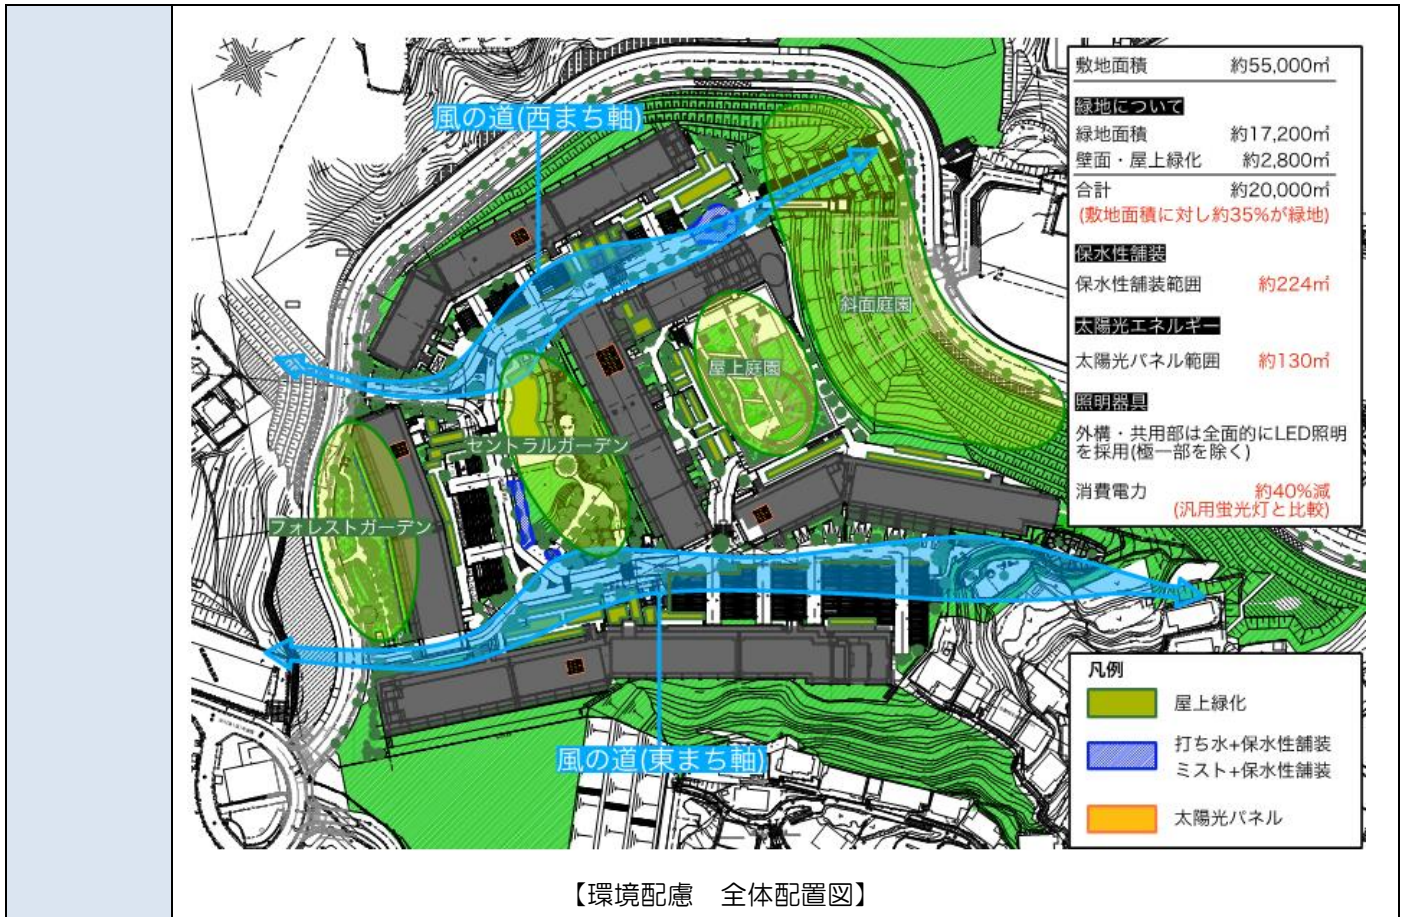 風の道(西まち軸)
斜面庭園
屋上庭園
セントラルガーデン
フォレストガーデン
風の道(東まち軸)
敷地面積 約55,000㎡
緑地について
緑地面積 約17,200㎡
壁面・屋上緑化 約2,800㎡
合計 約20,000㎡
(敷地面積に対し約35%が緑地)
保水性舗装
保水性舗装範囲 約224㎡
太陽光エネルギー
太陽光パネル範囲 約130㎡
照明器具
外構・共用部は全面的にLED照明
を採用(極一部を除く)
消費電力 約40%減
(汎用蛍光灯と比較)
凡例
屋上緑化
打ち水+保水性舗装
ミスト+保水性舗装
太陽光パネル
【環境配慮　全体配置図】